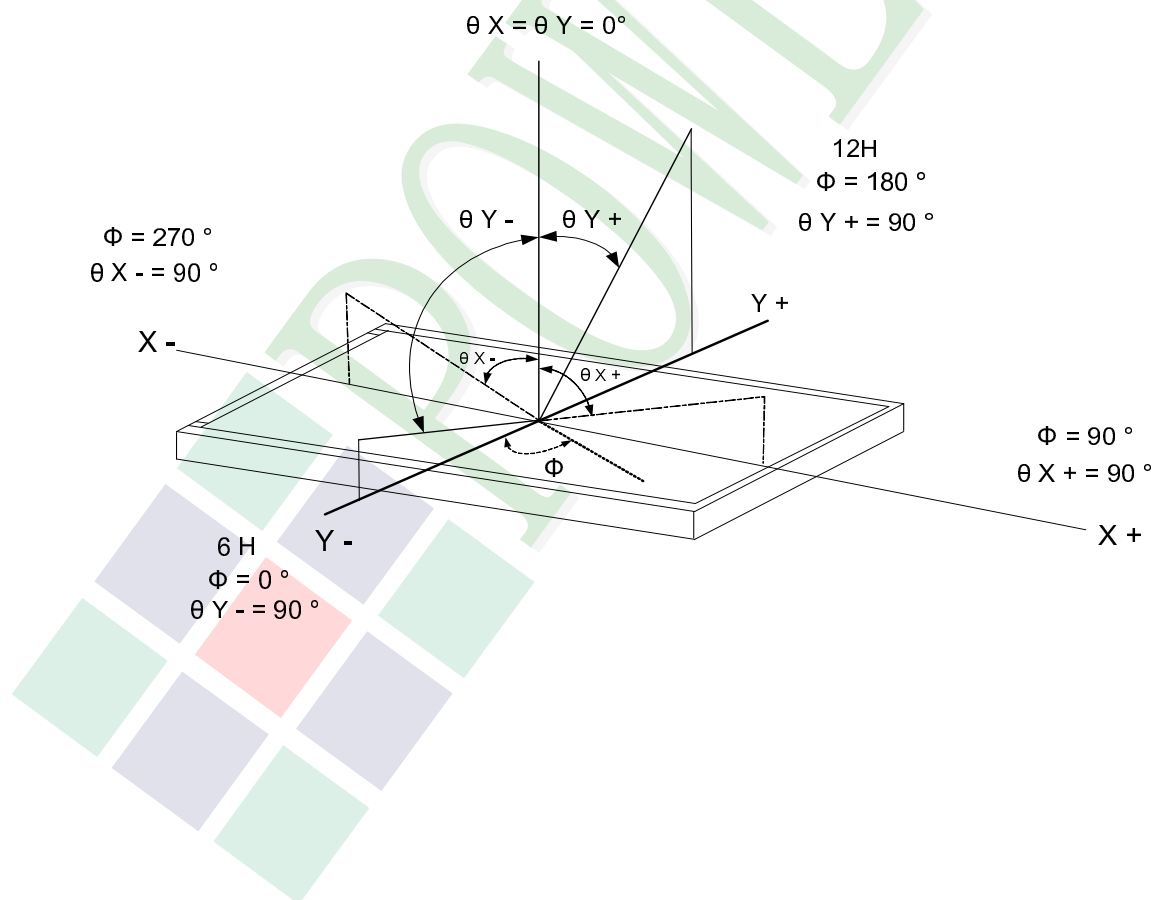 θ X = θ Y = 0°
12H
Φ = 180 °
θ Y + = 90 °
θ Y -
θ Y +
Φ = 270 °
θ X - = 90 °
Y +
X -
θ X -
θ X +
Φ = 90 °
θ X + = 90 °
Φ
X +
Y -
6 H
Φ = 0 °
θ Y - = 90 °